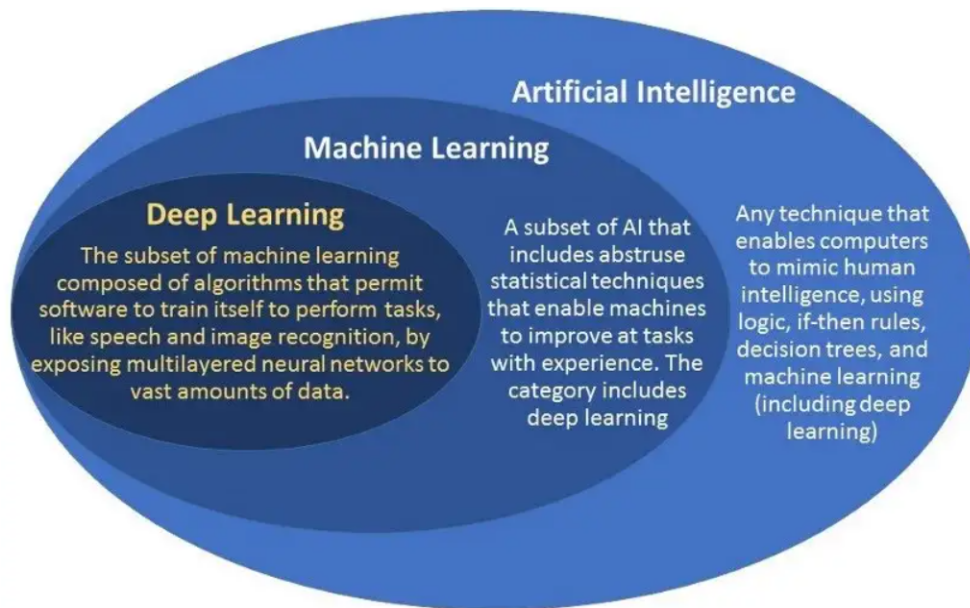 Artificial Intelligence
Machine Learning
Deep Learning
The subset of machine learning
composed of algorithms that permit
software to train itself to perform tasks,
like speech and image recognition, by
exposing multilayered neural networks to
vast amounts of data.
A subset of AI that
includes abstruse
statistical techniques
that enable machines
to improve at tasks
with experience. The
category includes
deep learning
Any technique that
enables computers
to mimic human
intelligence, using
logic, if-then rules,
decision trees, and
machine learning
(including deep
learning)